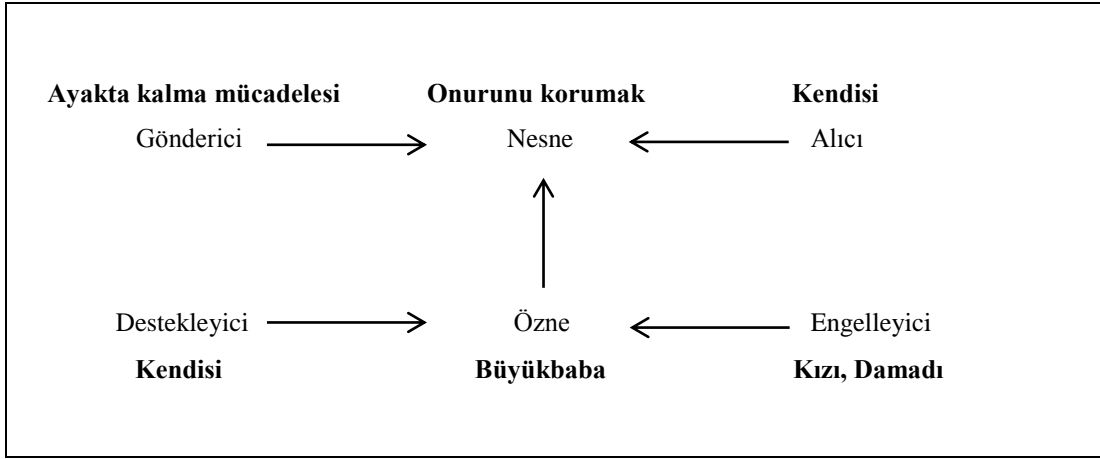 Ayakta kalma mücadelesi Onurunu korumak Kendisi
Gönderici Nesne Alıcı
Destekleyici Özne Engelleyici
Kendisi Büyükbaba Kızı, Damadı